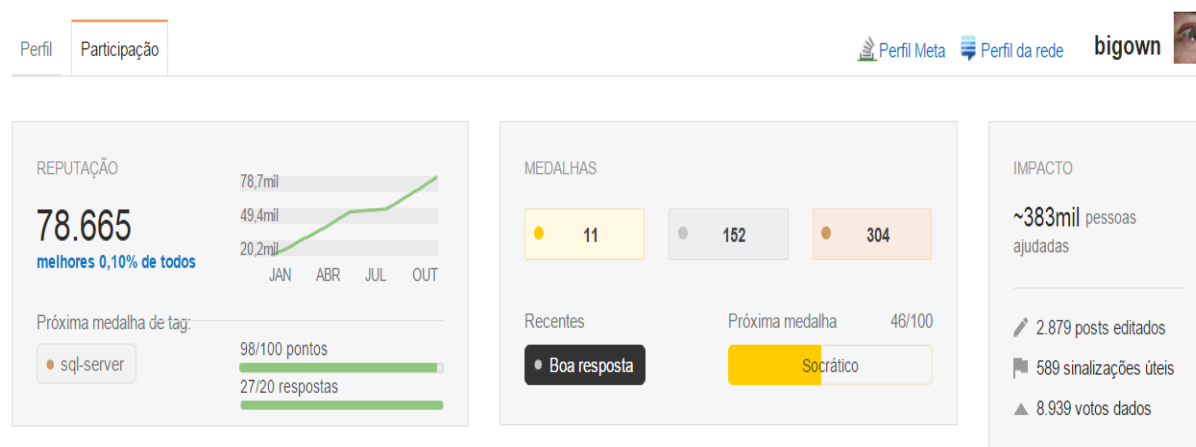 Perfil
Participação
Perfil Meta
Perfil da rede
bigown
REPUTAÇÃO
78.665
melhores 0,10% de todos
78,7mil
49,4mil
20,2mil
JAN ABR JUL OUT
Próxima medalha de tag:
sql-server
98/100 pontos
27/20 respostas
MEDALHAS
11
152
304
Recentes
Boa resposta
Próxima medalha 46/100
Socrático
IMPACTO
~383mil pessoas
ajudadas
2.879 posts editados
589 sinalizações úteis
8.939 votos dados